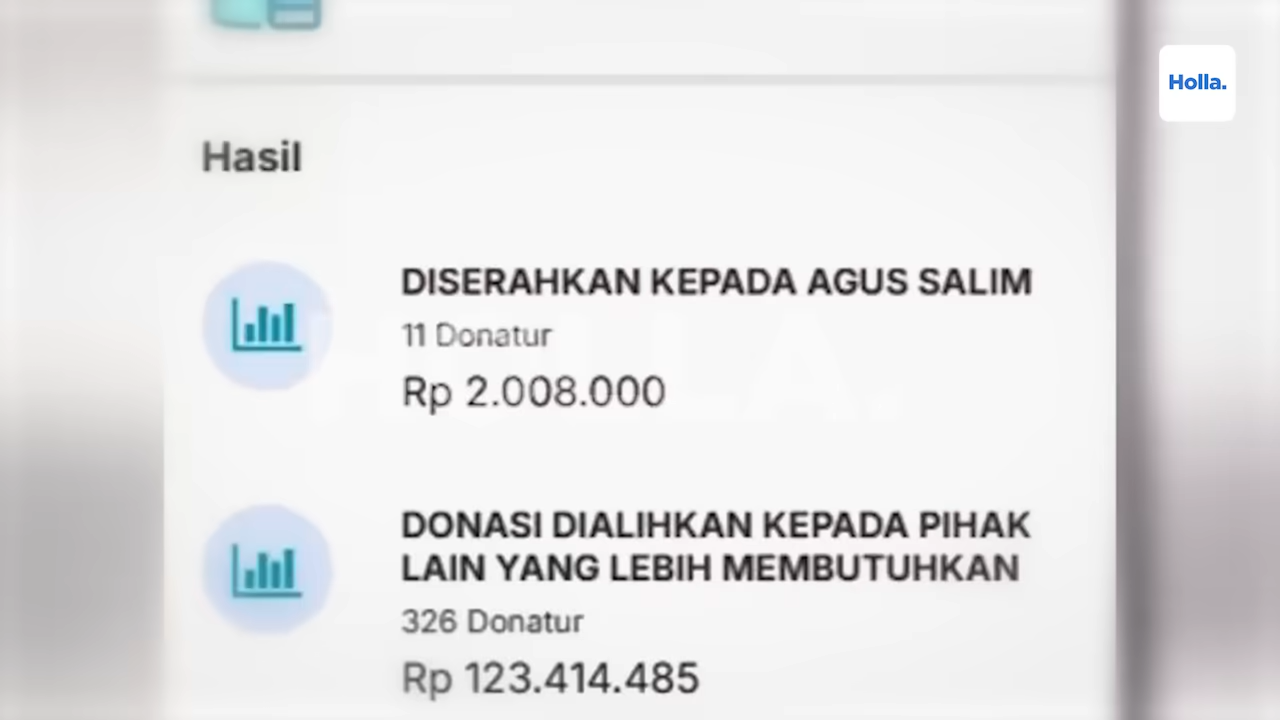 Holla.
Hasil
DISERAHKAN KEPADA AGUS SALIM
11 Donatur
Rp 2.008.000
DONASI DIALIHKAN KEPADA PIHAK
LAIN YANG LEBIH MEMBUTUHKAN
326 Donatur
Rp 123.414.485